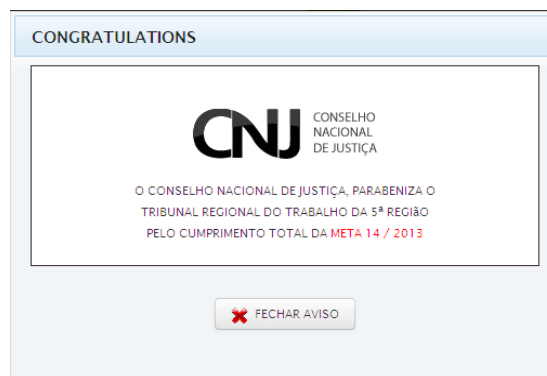 CONGRATULATIONS
CNJ
CONSELHO
NACIONAL
DE JUSTIÇA
O CONSELHO NACIONAL DE JUSTIÇA, PARABENIZA O
TRIBUNAL REGIONAL DO TRABALHO DA 5ª REGIãO
PELO CUMPRIMENTO TOTAL DA META 14 / 2013
FECHAR AVISO